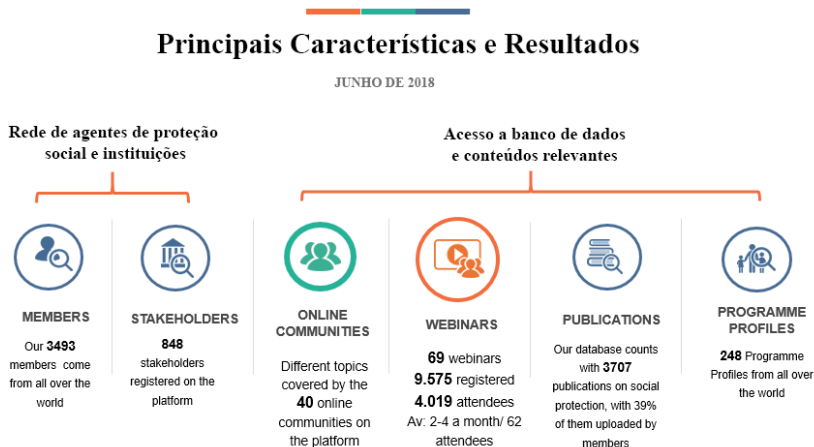 Principais Características e Resultados
JUNHO DE 2018
Rede de agentes de proteção
social e instituições
Acesso a banco de dados
e conteúdos relevantes
MEMBERS
Our 3493
members come
from all over the
world
STAKEHOLDERS
848
stakeholders
registered on the
platform
ONLINE
COMMUNITIES
Different topics
covered by the
40 online
communities on
the platform
WEBINARS
69 webinars
9.575 registered
4.019 attendees
Av: 2-4 a month/ 62
attendees
PUBLICATIONS
Our database counts
with 3707
publications on social
protection, with 39%
of them uploaded by
members
PROGRAMME
PROFILES
248 Programme
Profiles from all over
the world